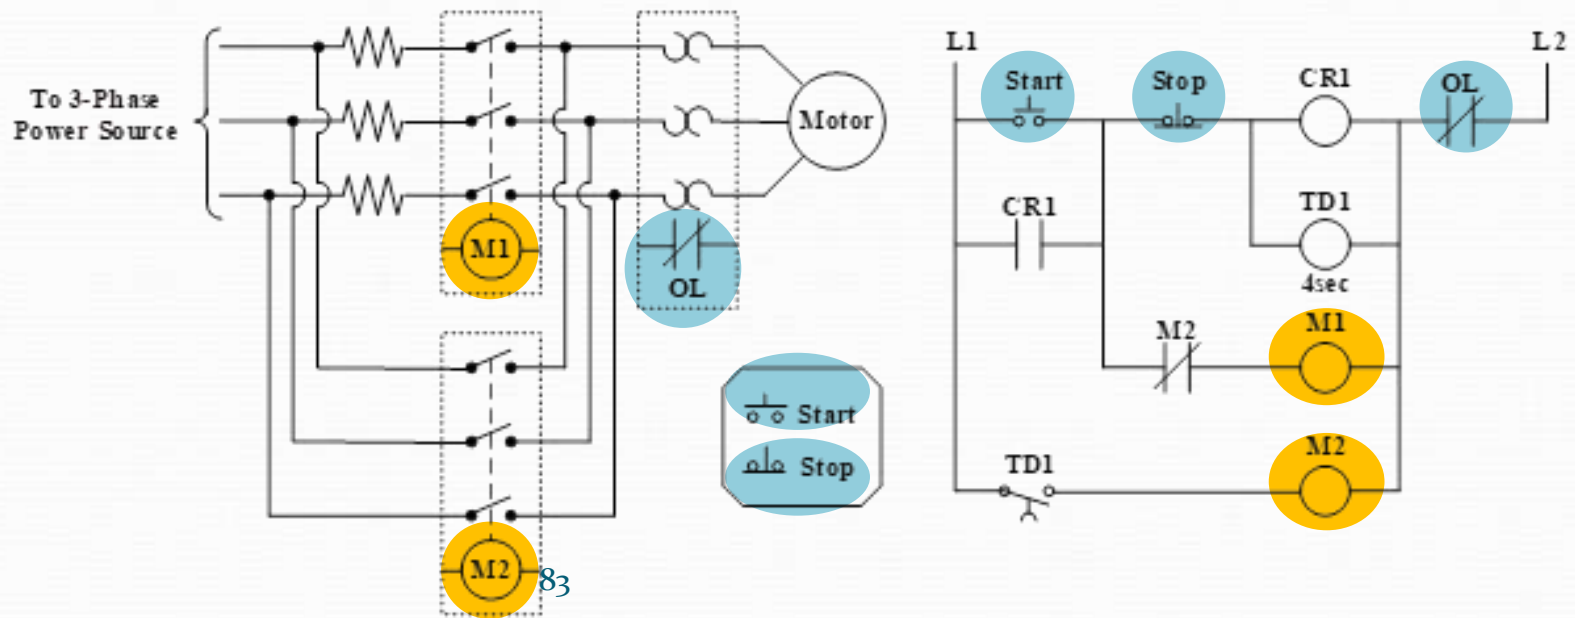 To 3-Phase
Power Source
M1
OL
Motor
M2
83
Start
Stop
L1
L2
Start
Stop
CR1
OL
CR1
TD1
4sec
M2
M1
TD1
M2